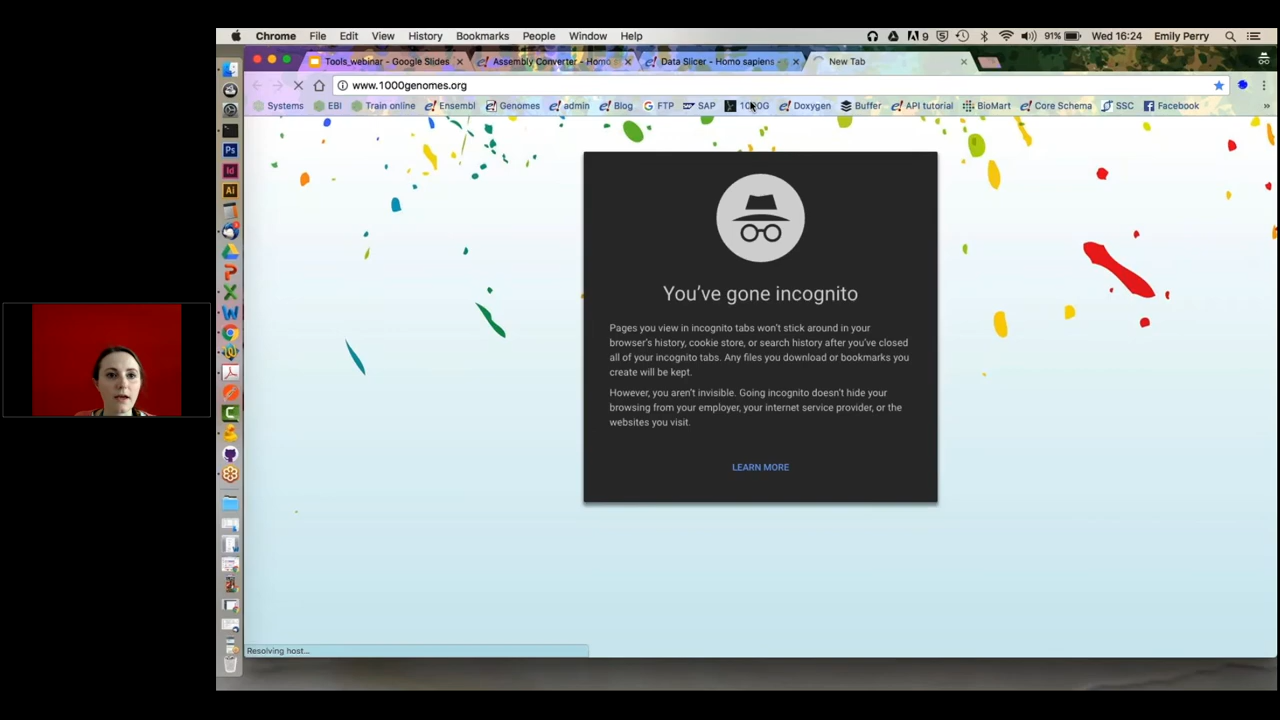 Chrome File Edit View History Bookmarks People Window Help 9 91% Wed 16:24 Emily Perry
Tools_webinar - Google Slides Assembly Converter - Homo s Data Slicer - Homo sapiens - New Tab
www.1000genomes.org
Systems EBI Train online Ensembl Genomes admin Blog FTP SAP Doxygen Buffer API tutorial BioMart Core Schema SSC Facebook »
You've gone incognito
Pages you view in incognito tabs won't stick around in your
browser's history, cookie store, or search history after you've closed
all of your incognito tabs. Any files you download or bookmarks you
create will be kept.
However, you aren't invisible. Going incognito doesn't hide your
browsing from your employer, your internet service provider, or the
websites you visit.
LEARN MORE
Ps
Id
Ai
Resolving host...